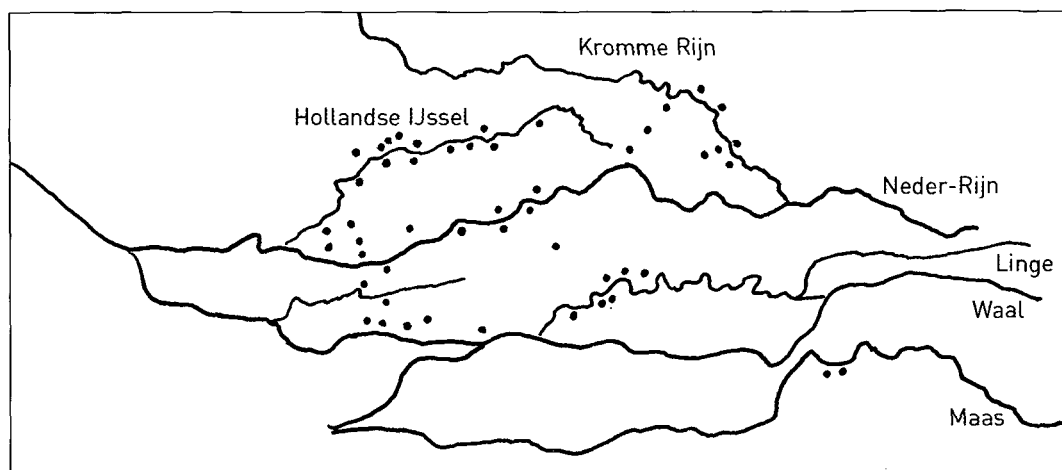 Kromme Rijn
Hollandse IJssel
Neder-Rijn
Linge
Waal
Maas